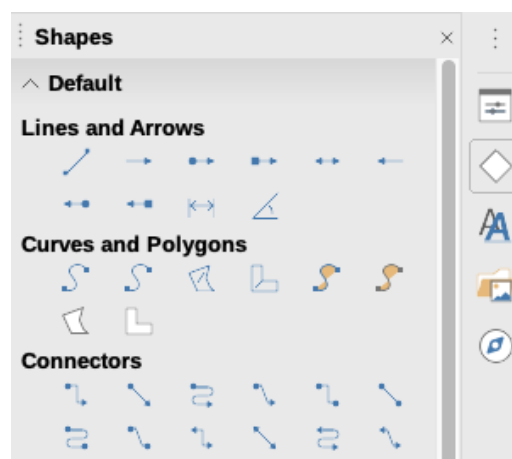 Shapes
Default
Lines and Arrows
Curves and Polygons
Connectors